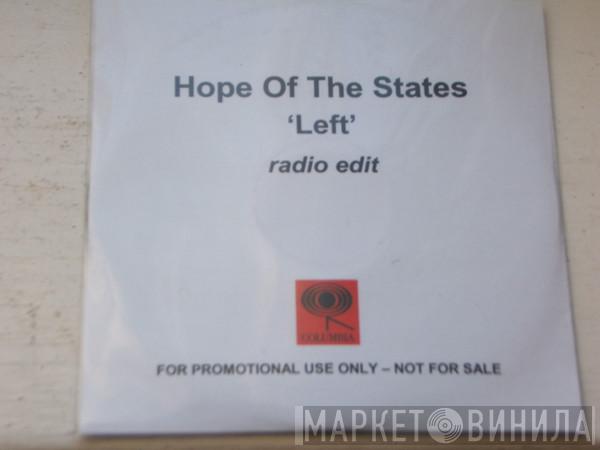 Hope Of The States
‘Left’
radio edit
COLUMBIA
FOR PROMOTIONAL USE ONLY – NOT FOR SALE
МАРКЕТ ВИНИЛА